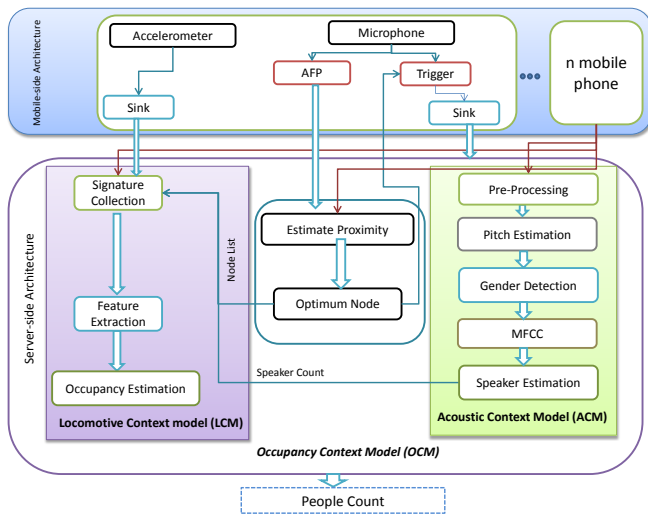 Mobile-side Architecture
Accelerometer
Microphone
AFP
Trigger
n mobile
phone
Sink
Sink
Server-side Architecture
Signature
Collection
Pre-Processing
Estimate Proximity
Pitch Estimation
Node List
Gender Detection
Optimum Node
Feature
Extraction
MFCC
Speaker Count
Occupancy Estimation
Speaker Estimation
Locomotive Context model (LCM)
Acoustic Context Model (ACM)
Occupancy Context Model (OCM)
People Count